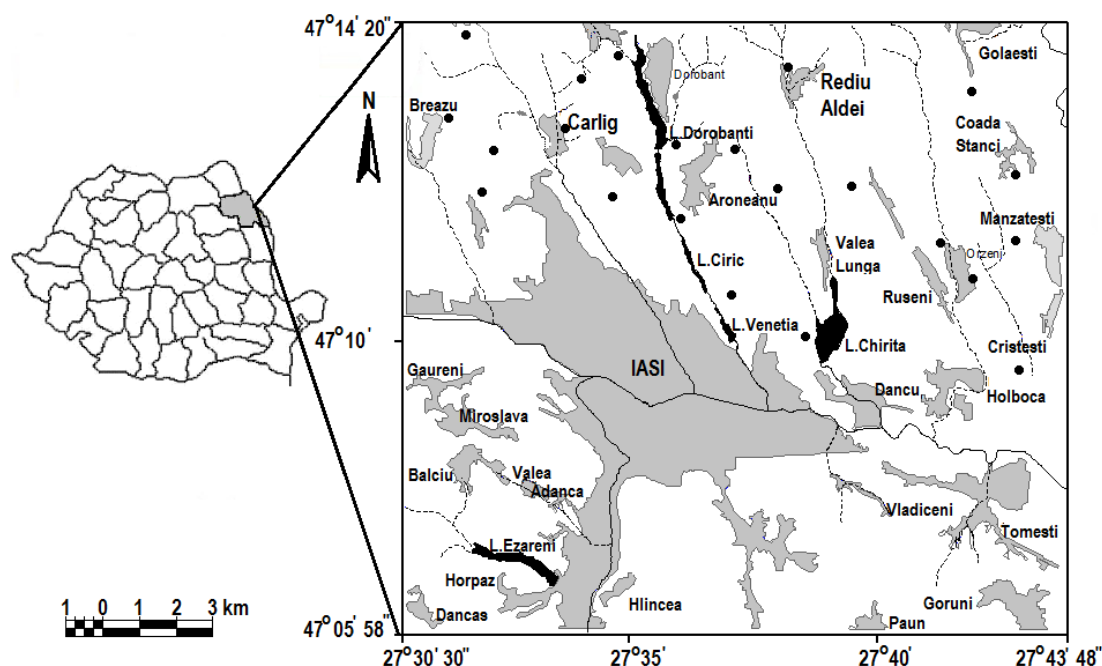 47°14'20"
Golaesti
Dorobant
Rediu
Aldei
N
Breazu
Carlig
Coada
Stanci
L.Dorobanti
Aroneanu
Manzatesti
Orzeni
Valea
Lunga
L.Ciric
Ruseni
L.Venetia
47°10'
L.Chirita
Cristesti
IASI
Gaureni
Dancu
Holboca
Miroslava
Balciu
Valea
Adanca
Vladiceni
Tomesti
L.Ezareni
Horpaz
Hlincea
Goruni
Dancas
Paun
1 0 1 2 3 km
47°05'58"
27°30'30"
27°35'
27°40'
27°43'48"